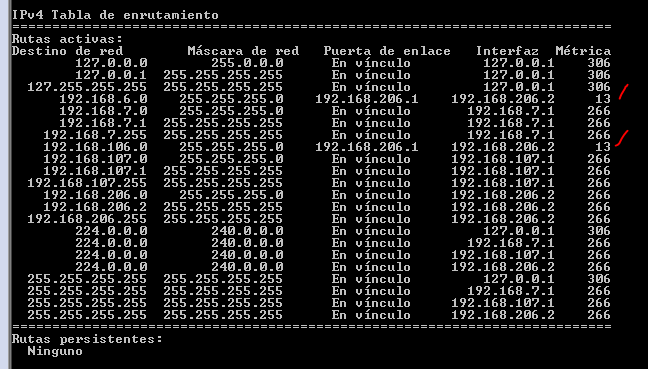 IPv4 Tabla de enrutamiento
===========================================================================
Rutas activas:
Destino de red        Máscara de red   Puerta de enlace   Interfaz  Métrica
127.0.0.0        255.0.0.0      En vínculo         127.0.0.1    306
127.0.0.1  255.255.255.255      En vínculo         127.0.0.1    306
127.255.255.255  255.255.255.255      En vínculo         127.0.0.1    306
192.168.6.0    255.255.255.0    192.168.206.1    192.168.206.2     13
192.168.7.0    255.255.255.0      En vínculo       192.168.7.1    266
192.168.7.1  255.255.255.255      En vínculo       192.168.7.1    266
192.168.7.255  255.255.255.255      En vínculo       192.168.7.1    266
192.168.106.0    255.255.255.0    192.168.206.1    192.168.206.2     13
192.168.107.0    255.255.255.0      En vínculo     192.168.107.1    266
192.168.107.1  255.255.255.255      En vínculo     192.168.107.1    266
192.168.107.255  255.255.255.255      En vínculo     192.168.107.1    266
192.168.206.0    255.255.255.0      En vínculo     192.168.206.2    266
192.168.206.2  255.255.255.255      En vínculo     192.168.206.2    266
192.168.206.255  255.255.255.255      En vínculo     192.168.206.2    266
224.0.0.0        240.0.0.0      En vínculo         127.0.0.1    306
224.0.0.0        240.0.0.0      En vínculo       192.168.7.1    266
224.0.0.0        240.0.0.0      En vínculo     192.168.107.1    266
224.0.0.0        240.0.0.0      En vínculo     192.168.206.2    266
255.255.255.255  255.255.255.255      En vínculo         127.0.0.1    306
255.255.255.255  255.255.255.255      En vínculo       192.168.7.1    266
255.255.255.255  255.255.255.255      En vínculo     192.168.107.1    266
255.255.255.255  255.255.255.255      En vínculo     192.168.206.2    266
===========================================================================
Rutas persistentes:
Ninguno